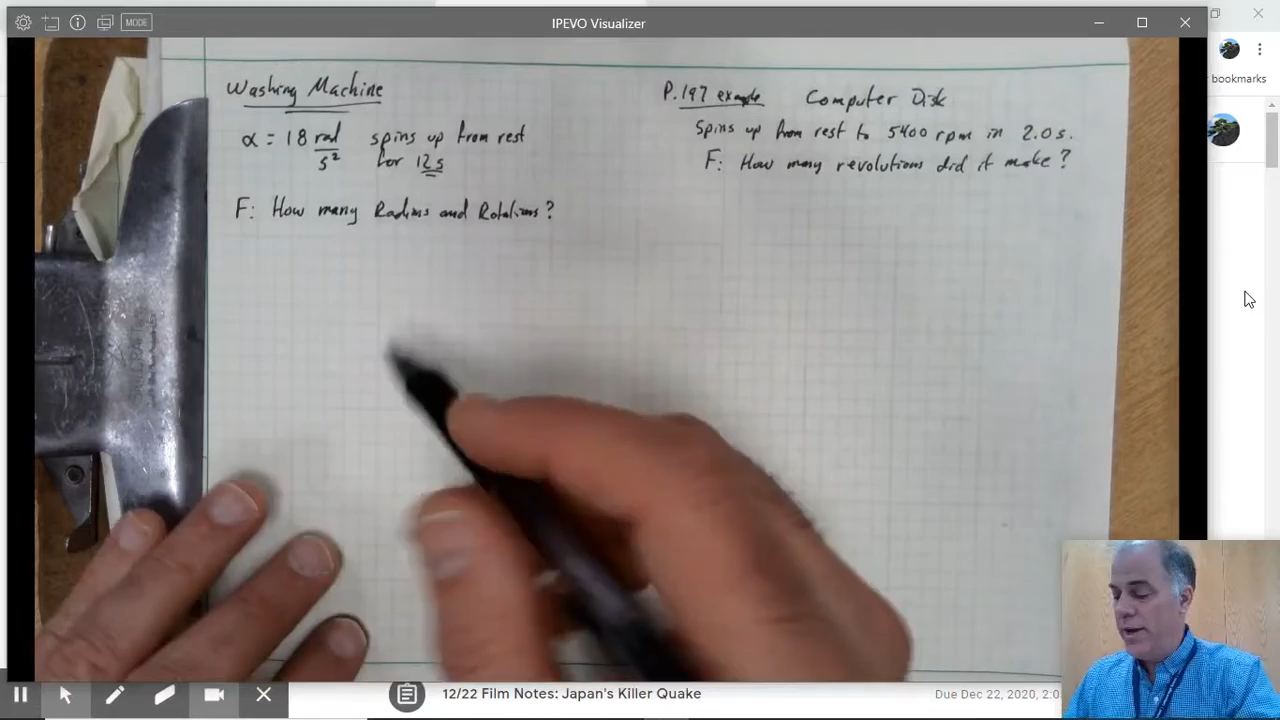 IPEVO Visualizer
MODE
bookmarks
Washing Machine
α = 18 rad/s² spins up from rest
for 12s
F: How many Radians and Rotations?
P.197 example Computer Disk
Spins up from rest to 5400 rpm in 2.0s.
F: How many revolutions did it make?
12/22 Film Notes: Japan's Killer Quake
Due Dec 22, 2020, 2:0